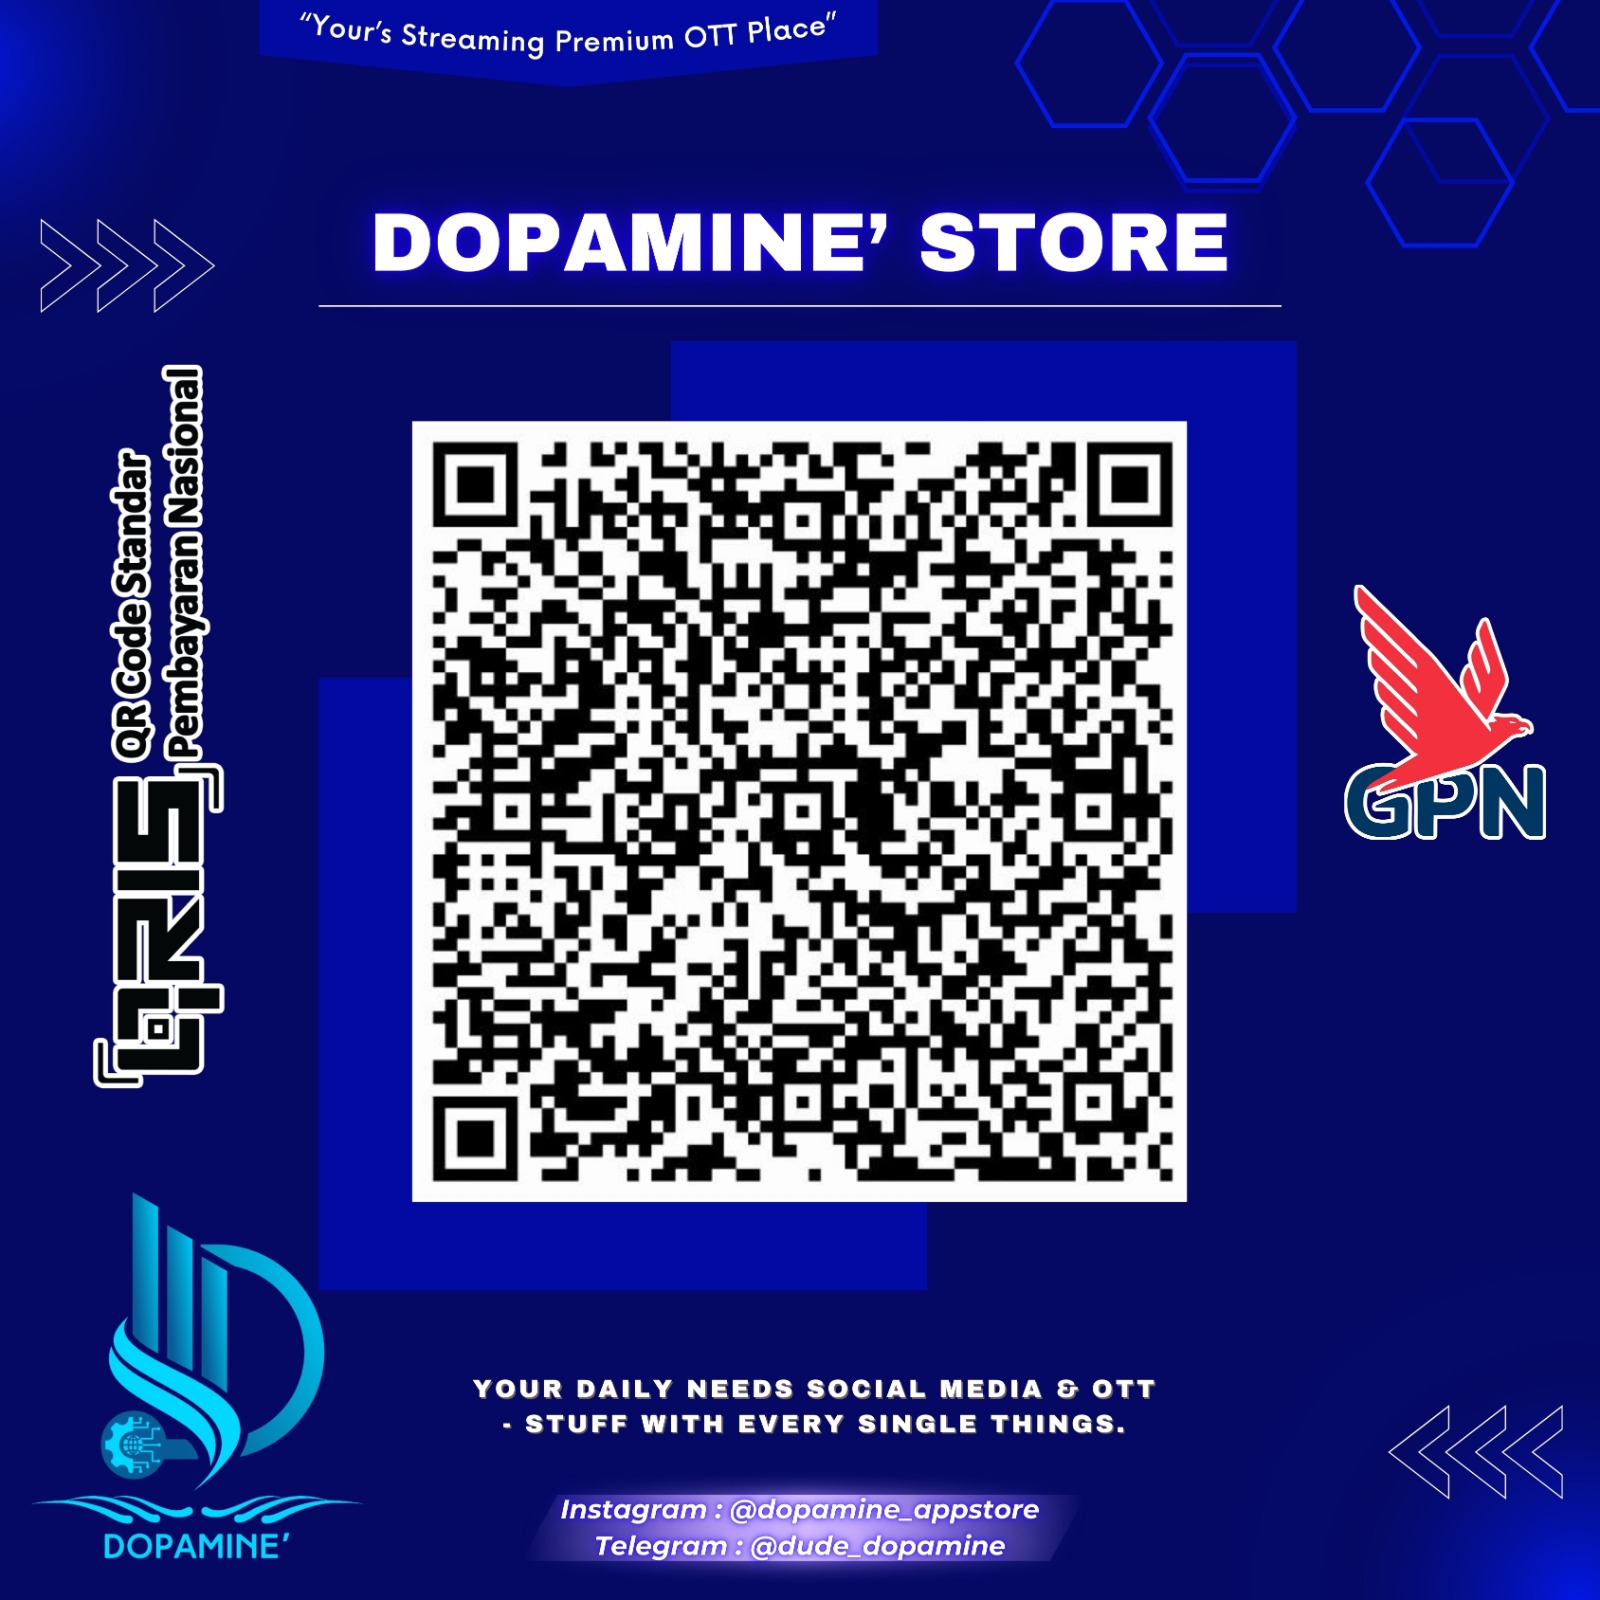 “Your’s Streaming Premium OTT Place”
DOPAMINE’ STORE
QRIS
QR Code Standar
Pembayaran Nasional
GPN
DOPAMINE’
YOUR DAILY NEEDS SOCIAL MEDIA & OTT
- STUFF WITH EVERY SINGLE THINGS.
Instagram : @dopamine_appstore
Telegram : @dude_dopamine